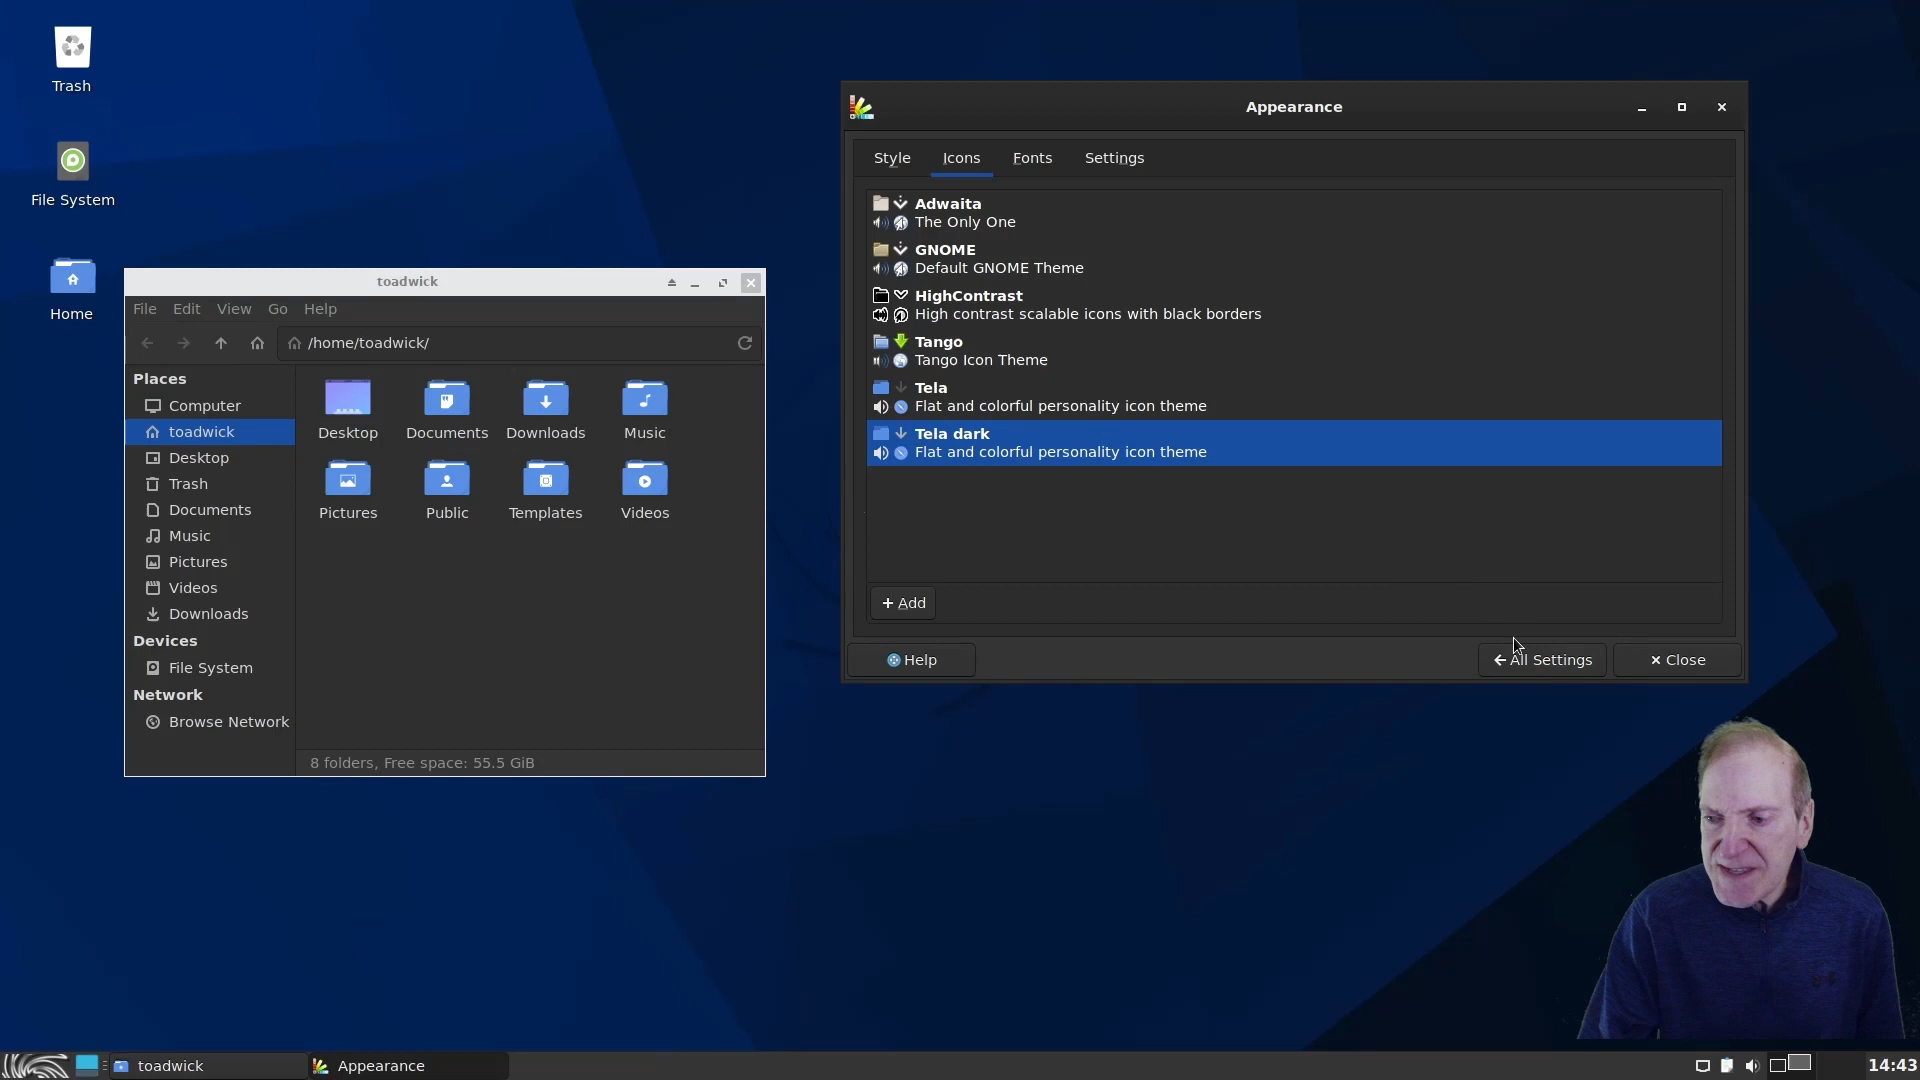 Trash
File System
Home
toadwick
File Edit View Go Help
/home/toadwick/
Places
Computer
toadwick
Desktop
Trash
Documents
Music
Pictures
Videos
Downloads
Devices
File System
Network
Browse Network
Desktop Documents Downloads Music
Pictures Public Templates Videos
8 folders, Free space: 55.5 GiB
Appearance
Style Icons Fonts Settings
Adwaita
The Only One
GNOME
Default GNOME Theme
HighContrast
High contrast scalable icons with black borders
Tango
Tango Icon Theme
Tela
Flat and colorful personality icon theme
Tela dark
Flat and colorful personality icon theme
Add
Help
All Settings
Close
toadwick
Appearance
14:43